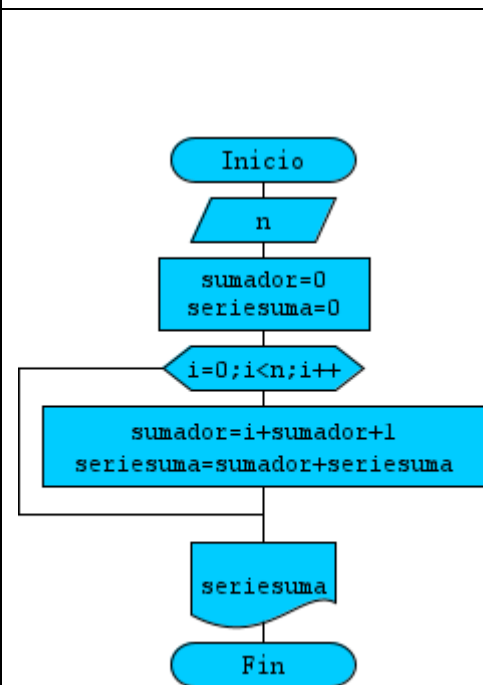 Inicio
n
sumador=0
seriesuma=0
i=0;i<n;i++
sumador=i+sumador+1
seriesuma=sumador+seriesuma
seriesuma
Fin